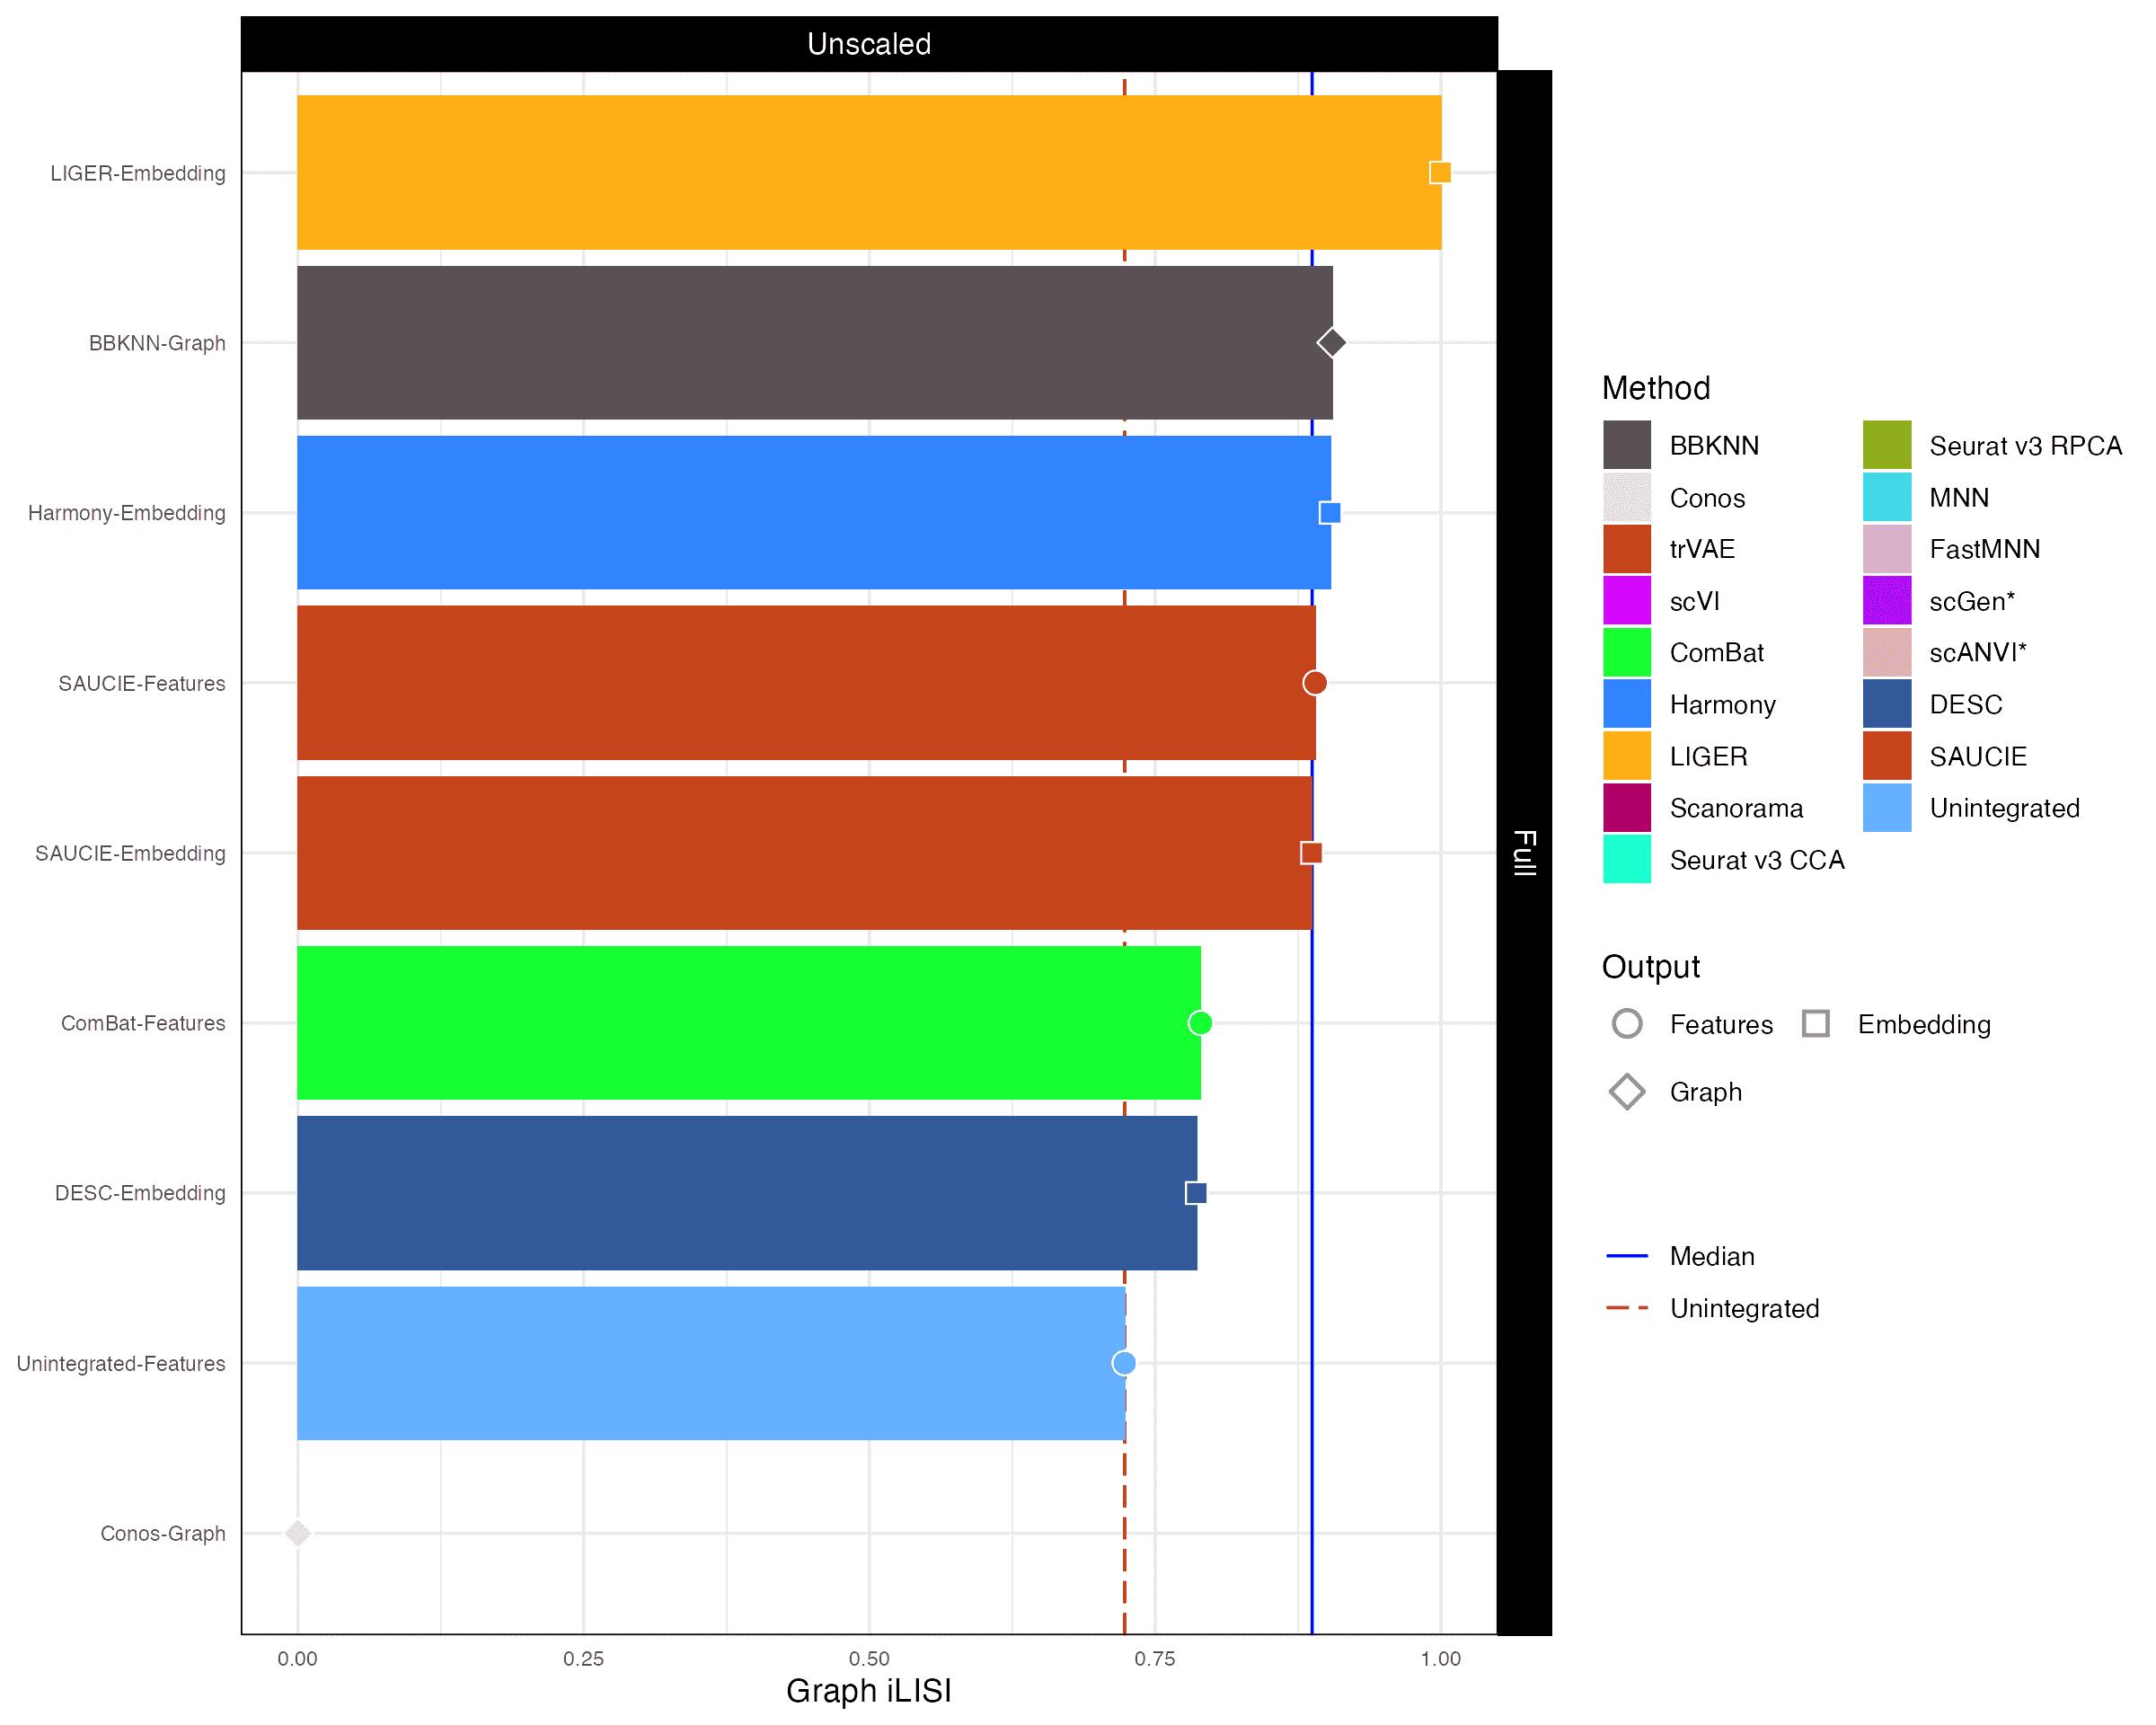 Unscaled
LIGER-Embedding
BBKNN-Graph
Harmony-Embedding
SAUCIE-Features
SAUCIE-Embedding
ComBat-Features
DESC-Embedding
Unintegrated-Features
Conos-Graph
0.00 0.25 0.50 0.75 1.00
Graph iLISI
Full
Method
BBKNN
Conos
trVAE
scVI
ComBat
Harmony
LIGER
Scanorama
Seurat v3 CCA
Seurat v3 RPCA
MNN
FastMNN
scGen*
scANVI*
DESC
SAUCIE
Unintegrated
Output
Features Embedding
Graph
Median
Unintegrated